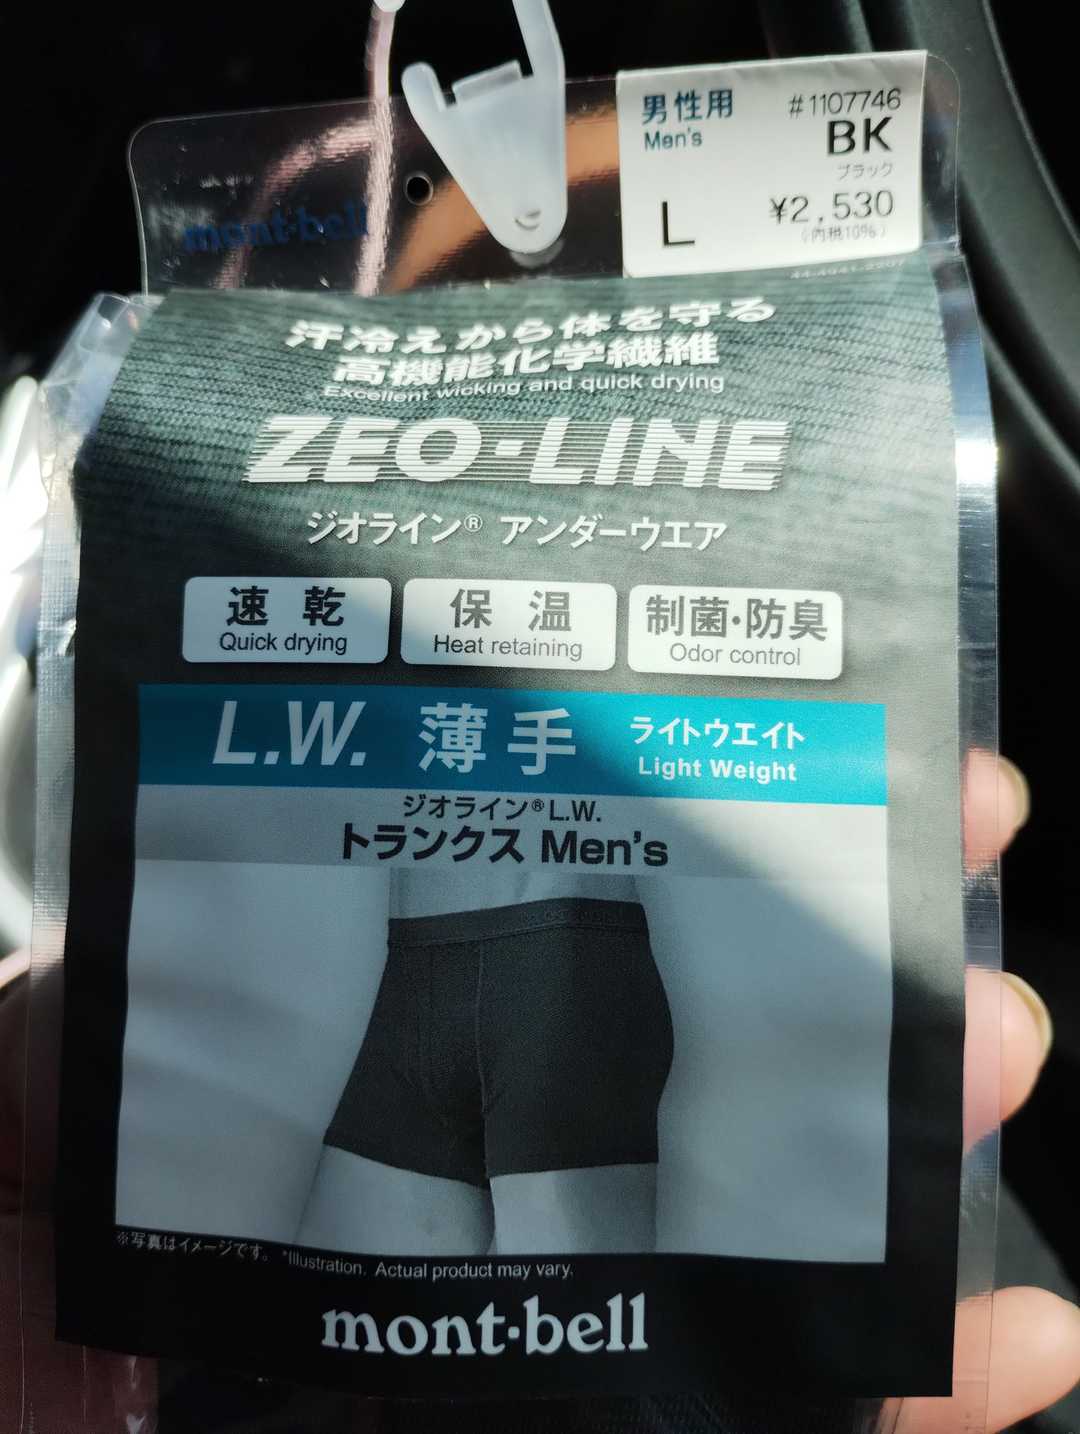 男性用
Men's
#1107746
BK
ブラック
L
¥2,530
(内税10%)
mont-bell
44-4941-2207
汗冷えから体を守る
高機能化学繊維
Excellent wicking and quick drying
ZEO-LINE
ジオライン® アンダーウエア
速乾
Quick drying
保温
Heat retaining
制菌・防臭
Odor control
L.W. 薄手 ライトウエイト
Light Weight
ジオライン® L.W.
トランクス Men's
※写真はイメージです。 *Illustration. Actual product may vary.
mont-bell